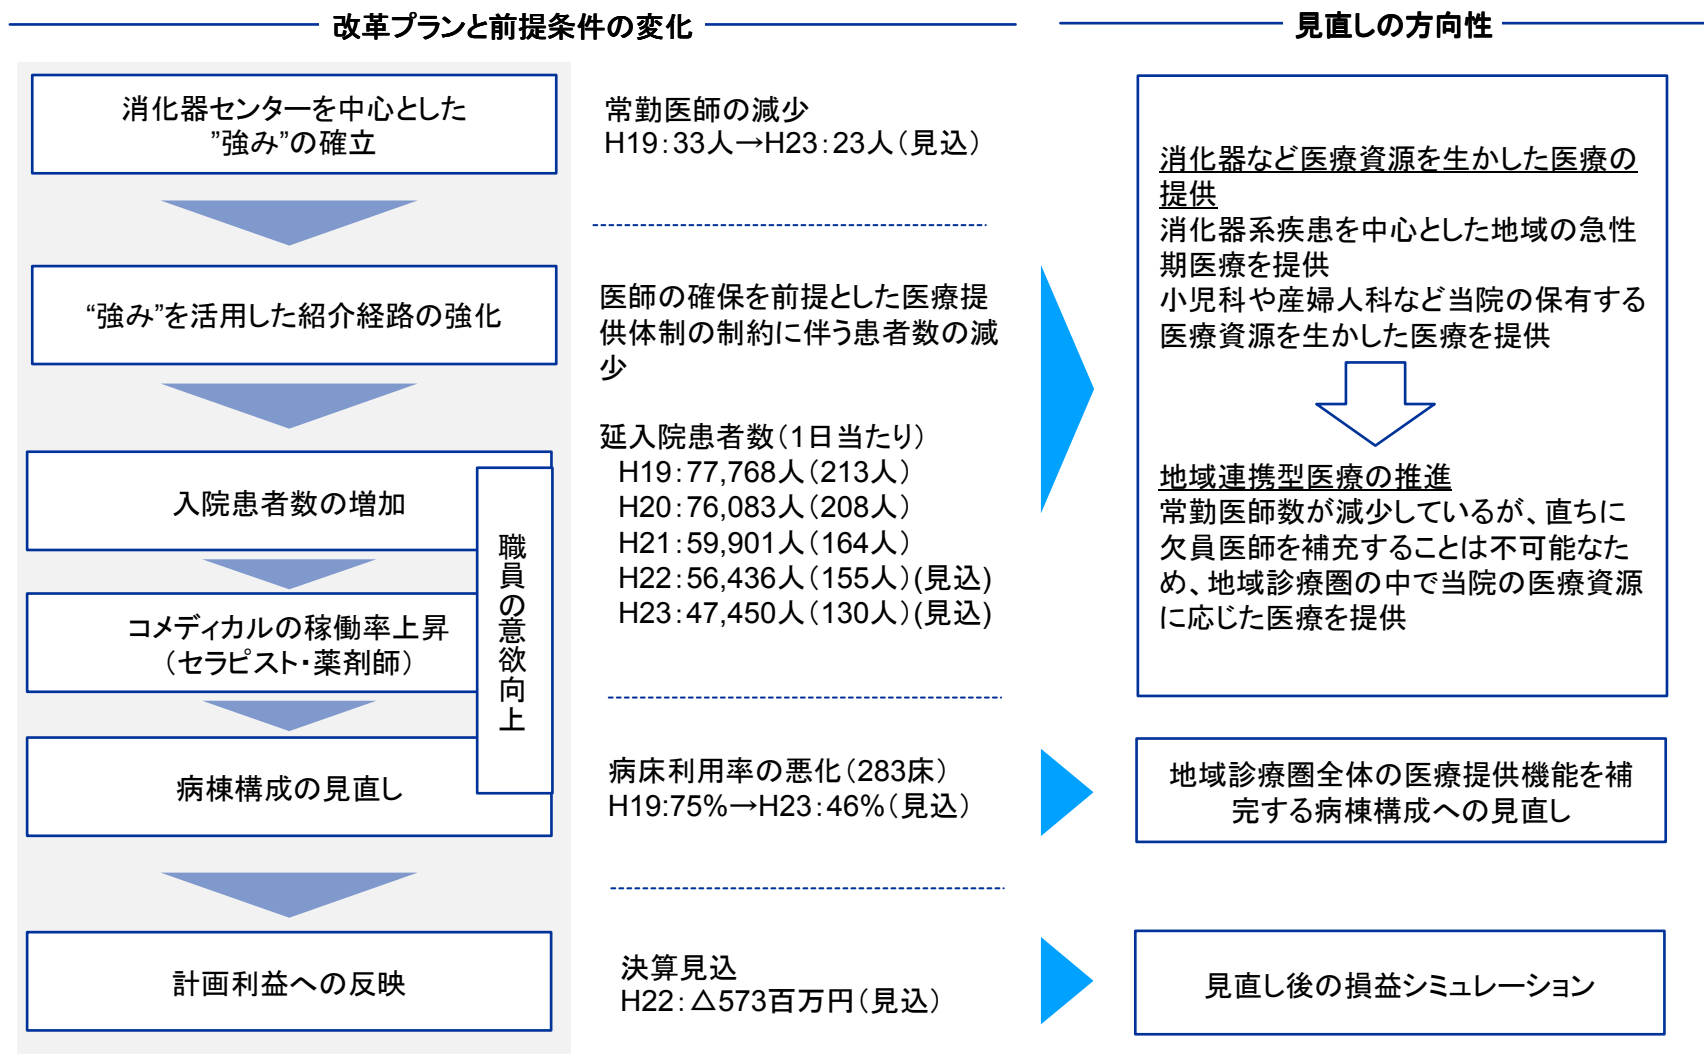 改革プランと前提条件の変化
消化器センターを中心とした
”強み”の確立
“強み”を活用した紹介経路の強化
入院患者数の増加
コメディカルの稼働率上昇
（セラピスト・薬剤師）
病棟構成の見直し
職員の意欲向上
計画利益への反映
常勤医師の減少
H19：33人→H23：23人（見込）
医師の確保を前提とした医療提
供体制の制約に伴う患者数の減
少
延入院患者数（1日当たり）
H19：77,768人（213人）
H20：76,083人（208人）
H21：59,901人（164人）
H22：56,436人（155人）(見込)
H23：47,450人（130人）(見込)
病床利用率の悪化（283床）
H19:75%→H23：46%（見込）
決算見込
H22：△573百万円（見込）
見直しの方向性
消化器など医療資源を生かした医療の
提供
消化器系疾患を中心とした地域の急性
期医療を提供
小児科や産婦人科など当院の保有する
医療資源を生かした医療を提供
地域連携型医療の推進
常勤医師数が減少しているが、直ちに
欠員医師を補充することは不可能なた
め、地域診療圏の中で当院の医療資源
に応じた医療を提供
地域診療圏全体の医療提供機能を補
完する病棟構成への見直し
見直し後の損益シミュレーション